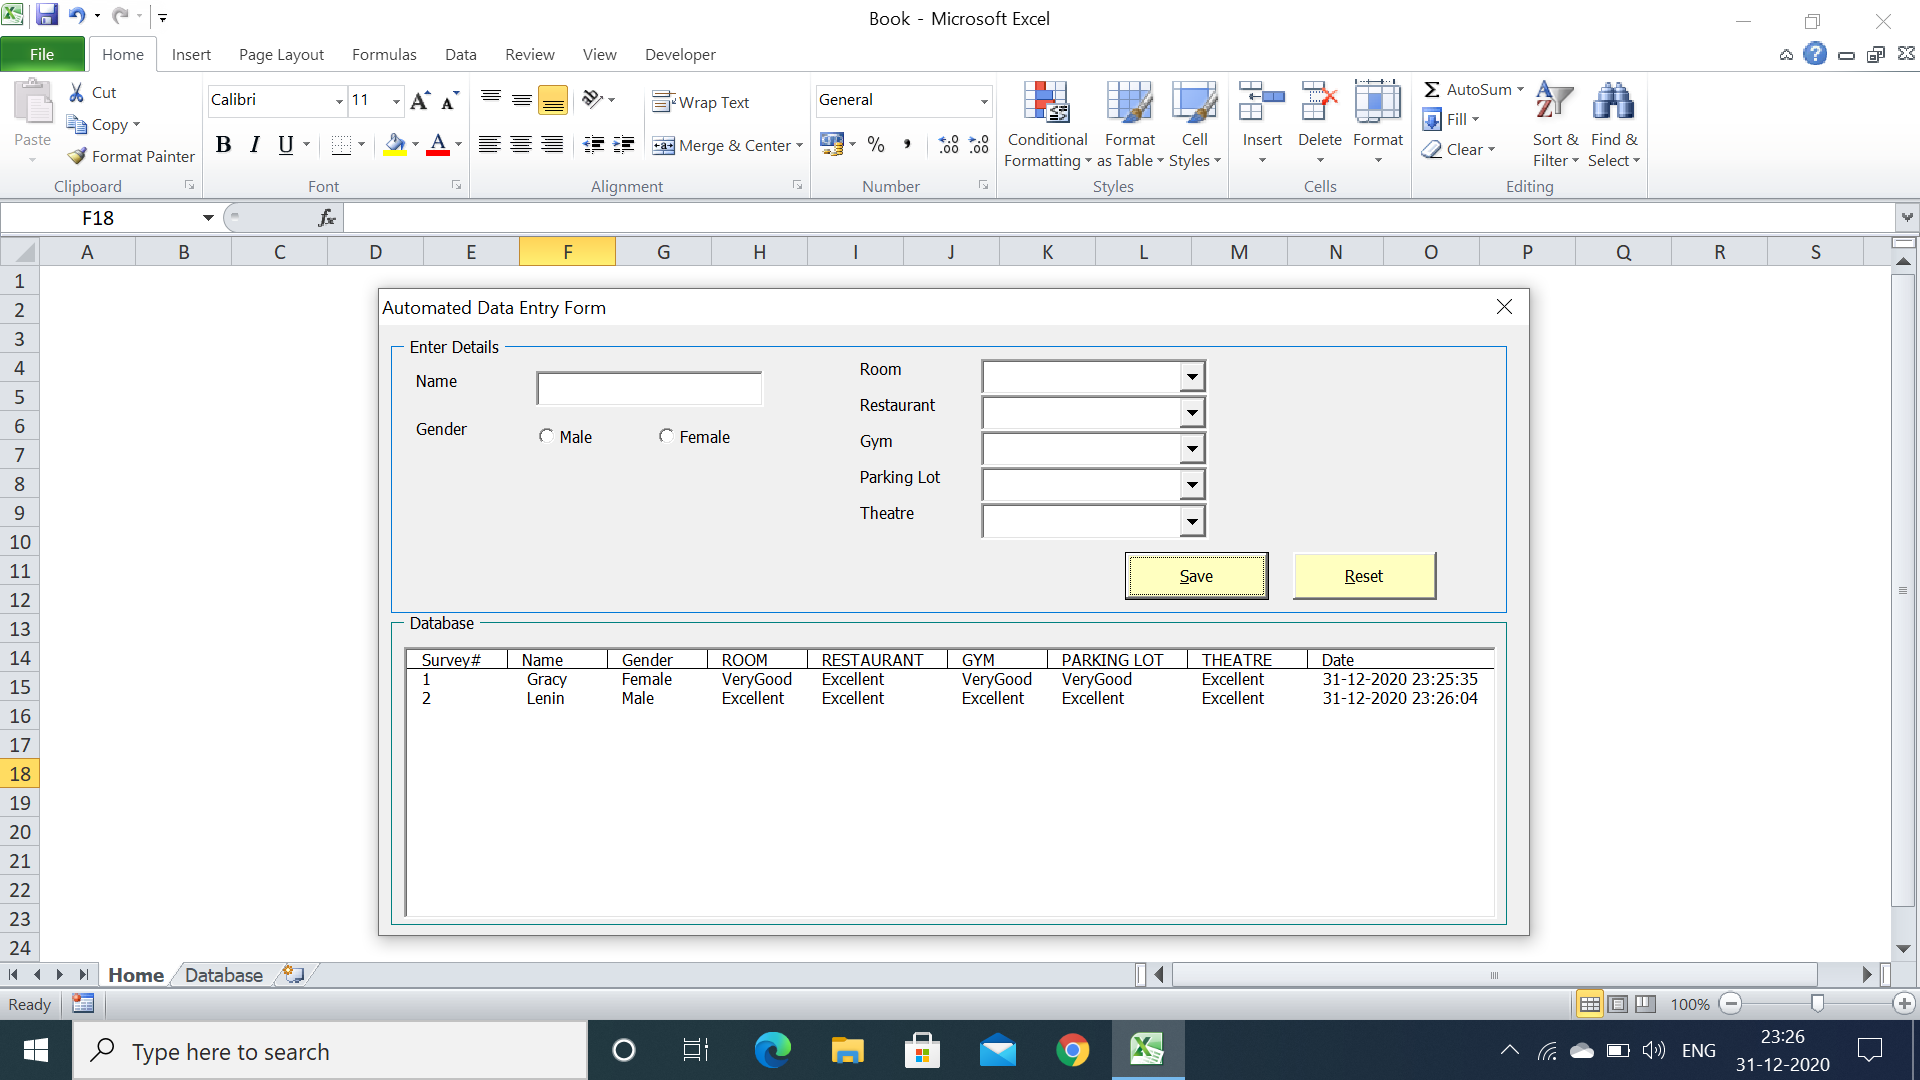 Book - Microsoft Excel
File Home Insert Page Layout Formulas Data Review View Developer
Paste
Cut
Copy
Format Painter
Clipboard
Calibri 11
B I U
Font
Wrap Text
Merge & Center
Alignment
General
%
Number
Conditional Formatting
Format as Table
Cell Styles
Styles
Insert Delete Format
Cells
AutoSum
Fill
Clear
Sort & Filter
Find & Select
Editing
F18
fx
A B C D E F G H I J K L M N O P Q R S
1
2
3
4
5
6
7
8
9
10
11
12
13
14
15
16
17
18
19
20
21
22
23
24
Automated Data Entry Form
Enter Details
Name
Gender
Male Female
Room
Restaurant
Gym
Parking Lot
Theatre
Save Reset
Database
Survey# Name Gender ROOM RESTAURANT GYM PARKING LOT THEATRE Date
1 Gracy Female VeryGood Excellent VeryGood VeryGood Excellent 31-12-2020 23:25:35
2 Lenin Male Excellent Excellent Excellent Excellent Excellent 31-12-2020 23:26:04
Home Database
Ready
100%
Type here to search
ENG
23:26
31-12-2020